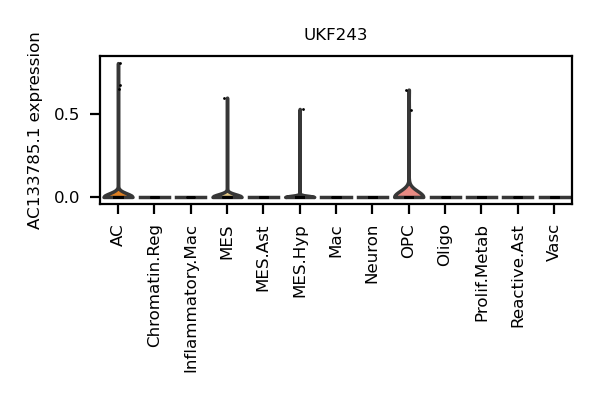 UKF243
AC133785.1 expression
0.5
0.0
AC
Chromatin.Reg
Inflammatory.Mac
MES
MES.Ast
MES.Hyp
Mac
Neuron
OPC
Oligo
Prolif.Metab
Reactive.Ast
Vasc